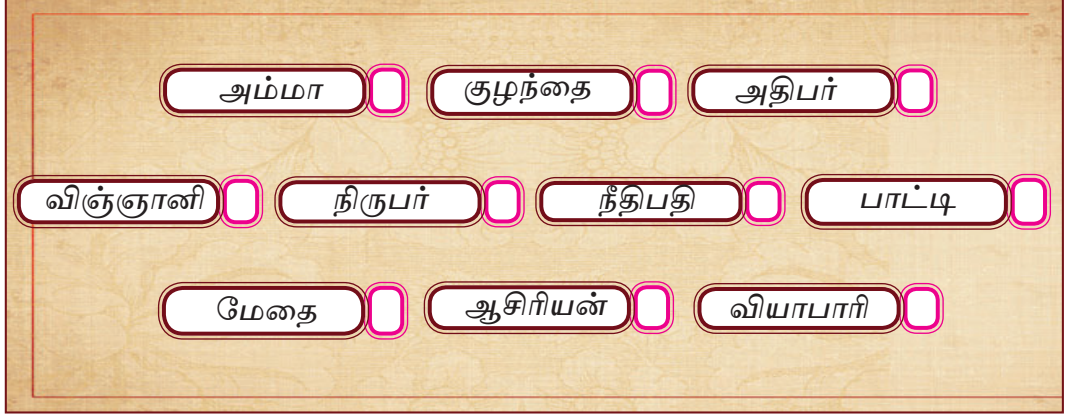 அம்மா குழந்தை அதிபர்
விஞ்ஞானி நிருபர் நீதிபதி பாட்டி
மேதை ஆசிரியன் வியாபாரி